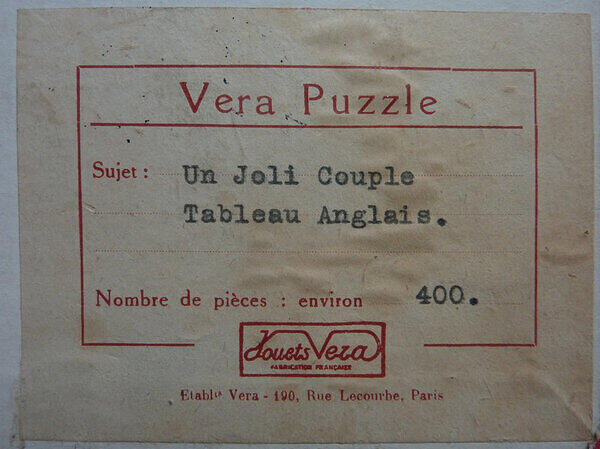 Vera Puzzle
Sujet : Un Joli Couple
Tableau Anglais.
Nombre de pièces : environ 400.
Jouets Vera
FABRICATION FRANÇAISE
Etablts Vera - 190, Rue Lecourbe, Paris